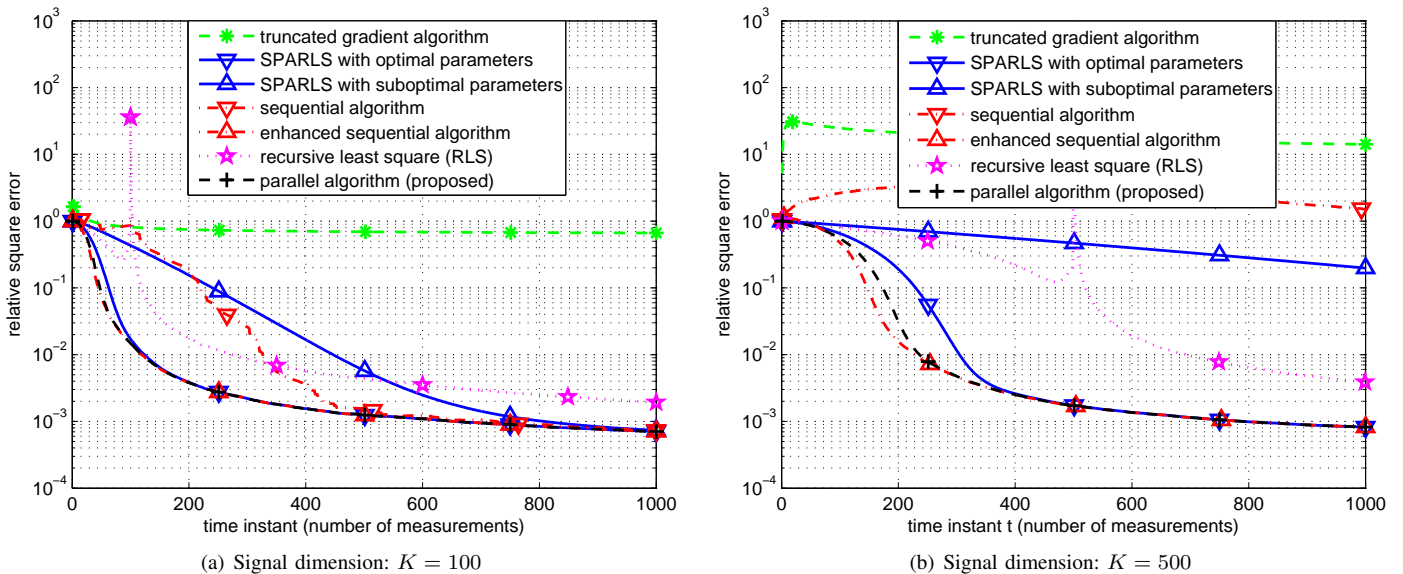 10^3
10^2
10^1
10^0
10^-1
10^-2
10^-3
10^-4
relative square error
truncated gradient algorithm
SPARLS with optimal parameters
SPARLS with suboptimal parameters
sequential algorithm
enhanced sequential algorithm
recursive least square (RLS)
parallel algorithm (proposed)
0 200 400 600 800 1000
time instant (number of measurements)
(a) Signal dimension: K = 100
10^3
10^2
10^1
10^0
10^-1
10^-2
10^-3
10^-4
relative square error
truncated gradient algorithm
SPARLS with optimal parameters
SPARLS with suboptimal parameters
sequential algorithm
enhanced sequential algorithm
recursive least square (RLS)
parallel algorithm (proposed)
0 200 400 600 800 1000
time instant t (number of measurements)
(b) Signal dimension: K = 500